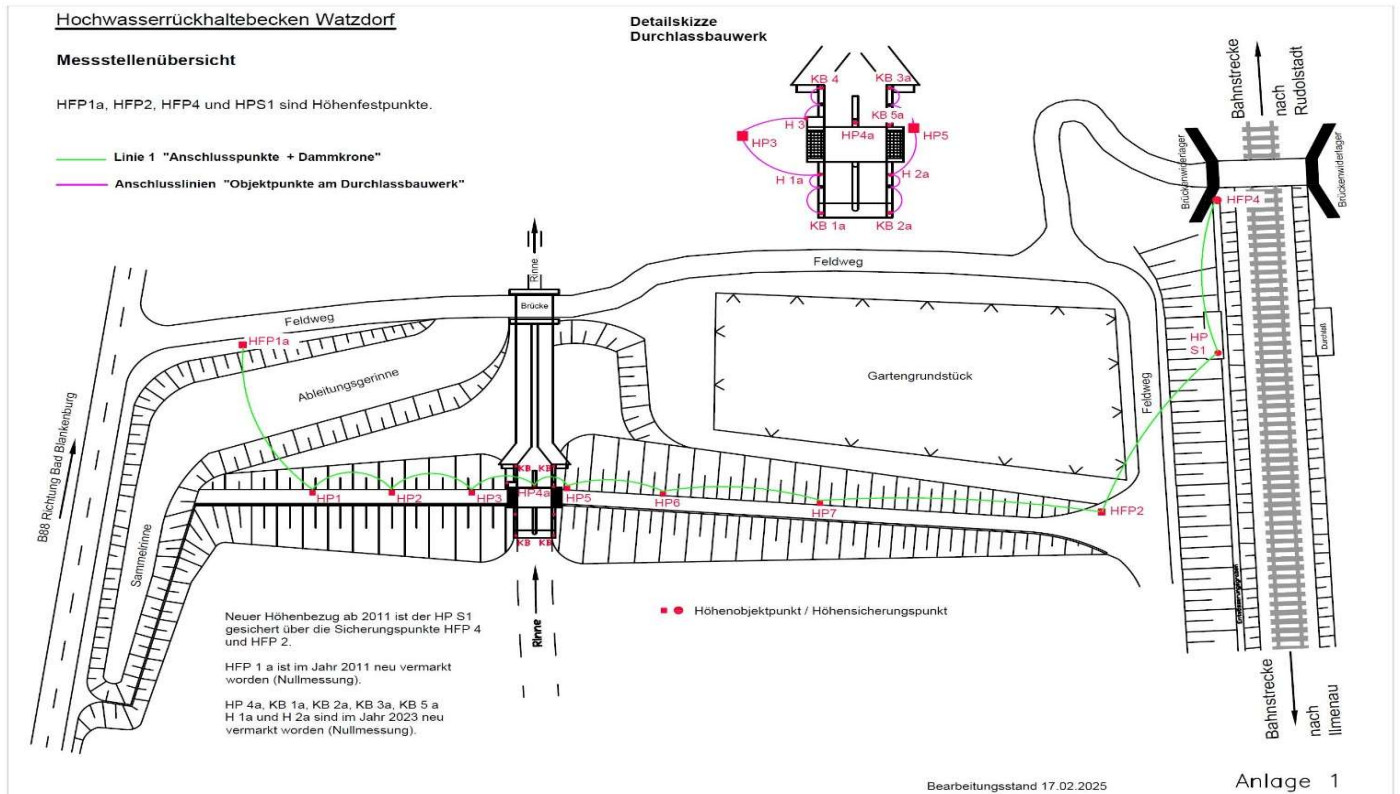 Hochwasserrückhaltebecken Watzdorf
Messstellenübersicht
HFP1a, HFP2, HFP4 und HPS1 sind Höhenfestpunkte.
Linie 1 "Anschlusspunkte + Dammkrone"
Anschlusslinien "Objektpunkte am Durchlassbauwerk"
Detailskizze
Durchlassbauwerk
KB 4
KB 3a
H 3
KB 5a
HP3
HP4a
HP5
H 1a
H 2a
KB 1a
KB 2a
Bahnstrecke
nach
Rudolstadt
Brückenwiderlager
Brückenwiderlager
HFP4
Feldweg
Rinne
Brücke
Feldweg
HFP1a
HP
S1
Durchlaß
Ableitungsgerinne
Gartengrundstück
Feldweg
B88 Richtung Bad Blankenburg
Sammelrinne
KB
KB
HP1
HP2
HP3
HP4a
HP5
HP6
HP7
HFP2
KB
KB
Rinne
Höhenobjektpunkt / Höhensicherungspunkt
Neuer Höhenbezug ab 2011 ist der HP S1
gesichert über die Sicherungspunkte HFP 4
und HFP 2.
HFP 1 a ist im Jahr 2011 neu vermarkt
worden (Nullmessung).
HP 4a, KB 1a, KB 2a, KB 3a, KB 5 a
H 1a und H 2a sind im Jahr 2023 neu
vermarkt worden (Nullmessung).
Bahnstrecke
nach
Ilmenau
Bearbeitungsstand 17.02.2025
Anlage 1